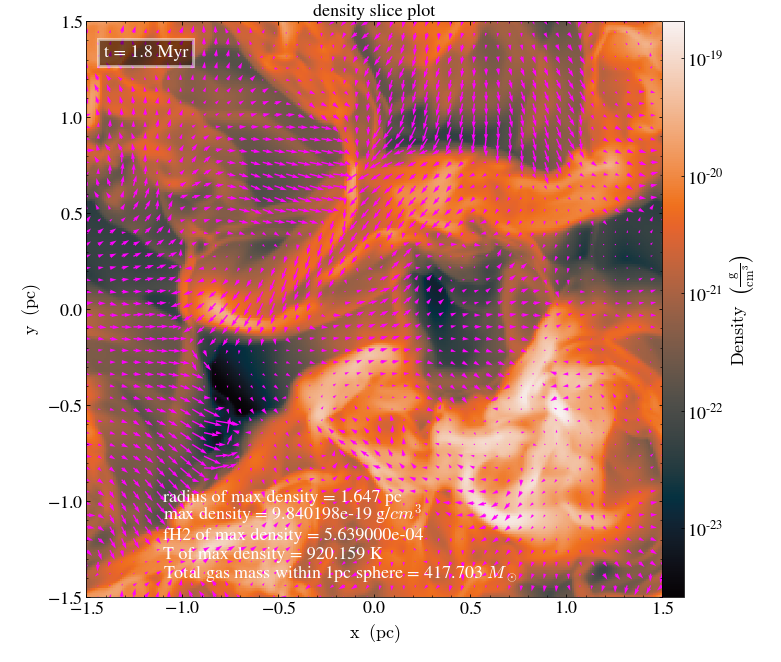 density slice plot
t = 1.8 Myr
1.5
1.0
0.5
0.0
−0.5
−1.0
−1.5
y (pc)
radius of max density = 1.647 pc
max density = 9.840198e-19 g/cm³
fH2 of max density = 5.639000e-04
T of max density = 920.159 K
Total gas mass within 1pc sphere = 417.703 M⊙
−1.5 −1.0 −0.5 0.0 0.5 1.0 1.5
x (pc)
10⁻¹⁹
10⁻²⁰
10⁻²¹
10⁻²²
10⁻²³
Density (g/cm³)